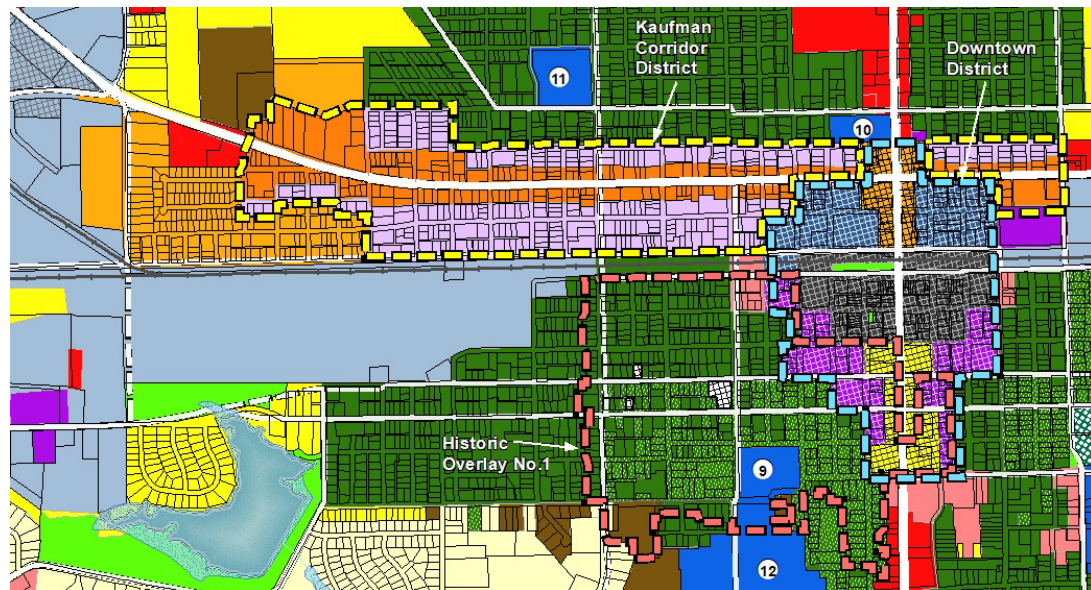 Kaufman
Corridor
District
Downtown
District
11
10
Historic
Overlay No.1
9
12